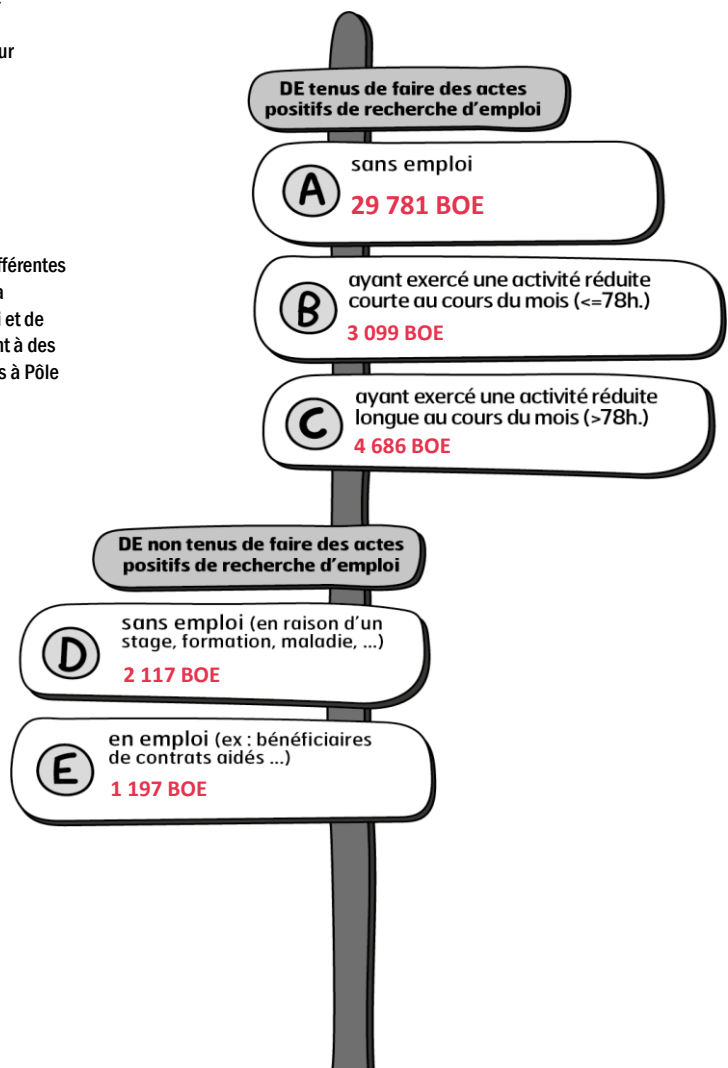 ur
fférentes
a
i et de
nt à des
s à Pôle
DE tenus de faire des actes
positifs de recherche d'emploi
A
sans emploi
29 781 BOE
B
ayant exercé une activité réduite
courte au cours du mois (<=78h.)
3 099 BOE
C
ayant exercé une activité réduite
longue au cours du mois (>78h.)
4 686 BOE
DE non tenus de faire des actes
positifs de recherche d'emploi
D
sans emploi (en raison d'un
stage, formation, maladie, ...)
2 117 BOE
E
en emploi (ex : bénéficiaires
de contrats aidés ...)
1 197 BOE